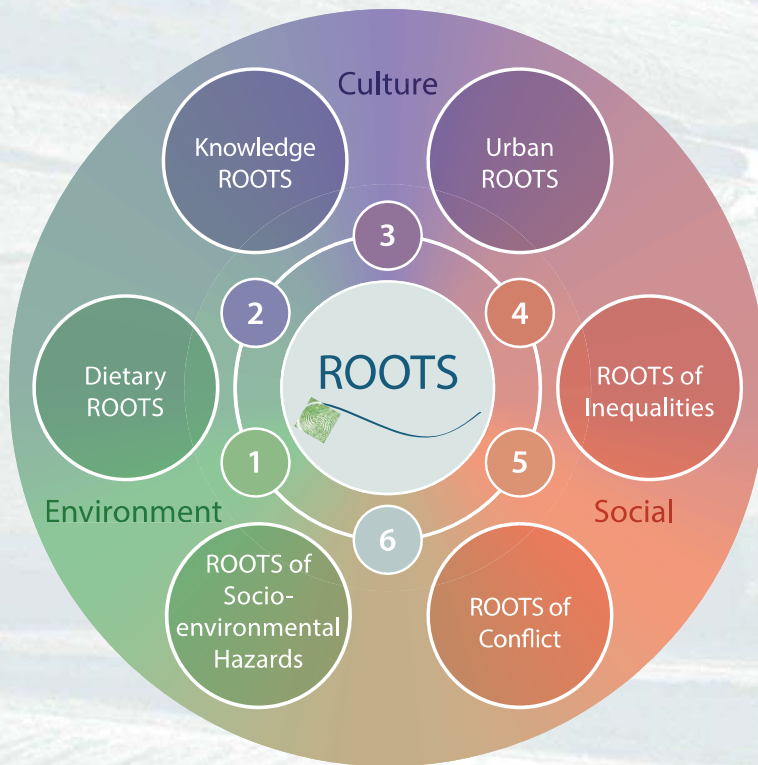 Culture
Knowledge
ROOTS
Urban
ROOTS
3
2
4
ROOTS
Dietary
ROOTS
ROOTS of
Inequalities
1
5
Environment
Social
6
ROOTS of
Socio-
environmental
Hazards
ROOTS of
Conflict